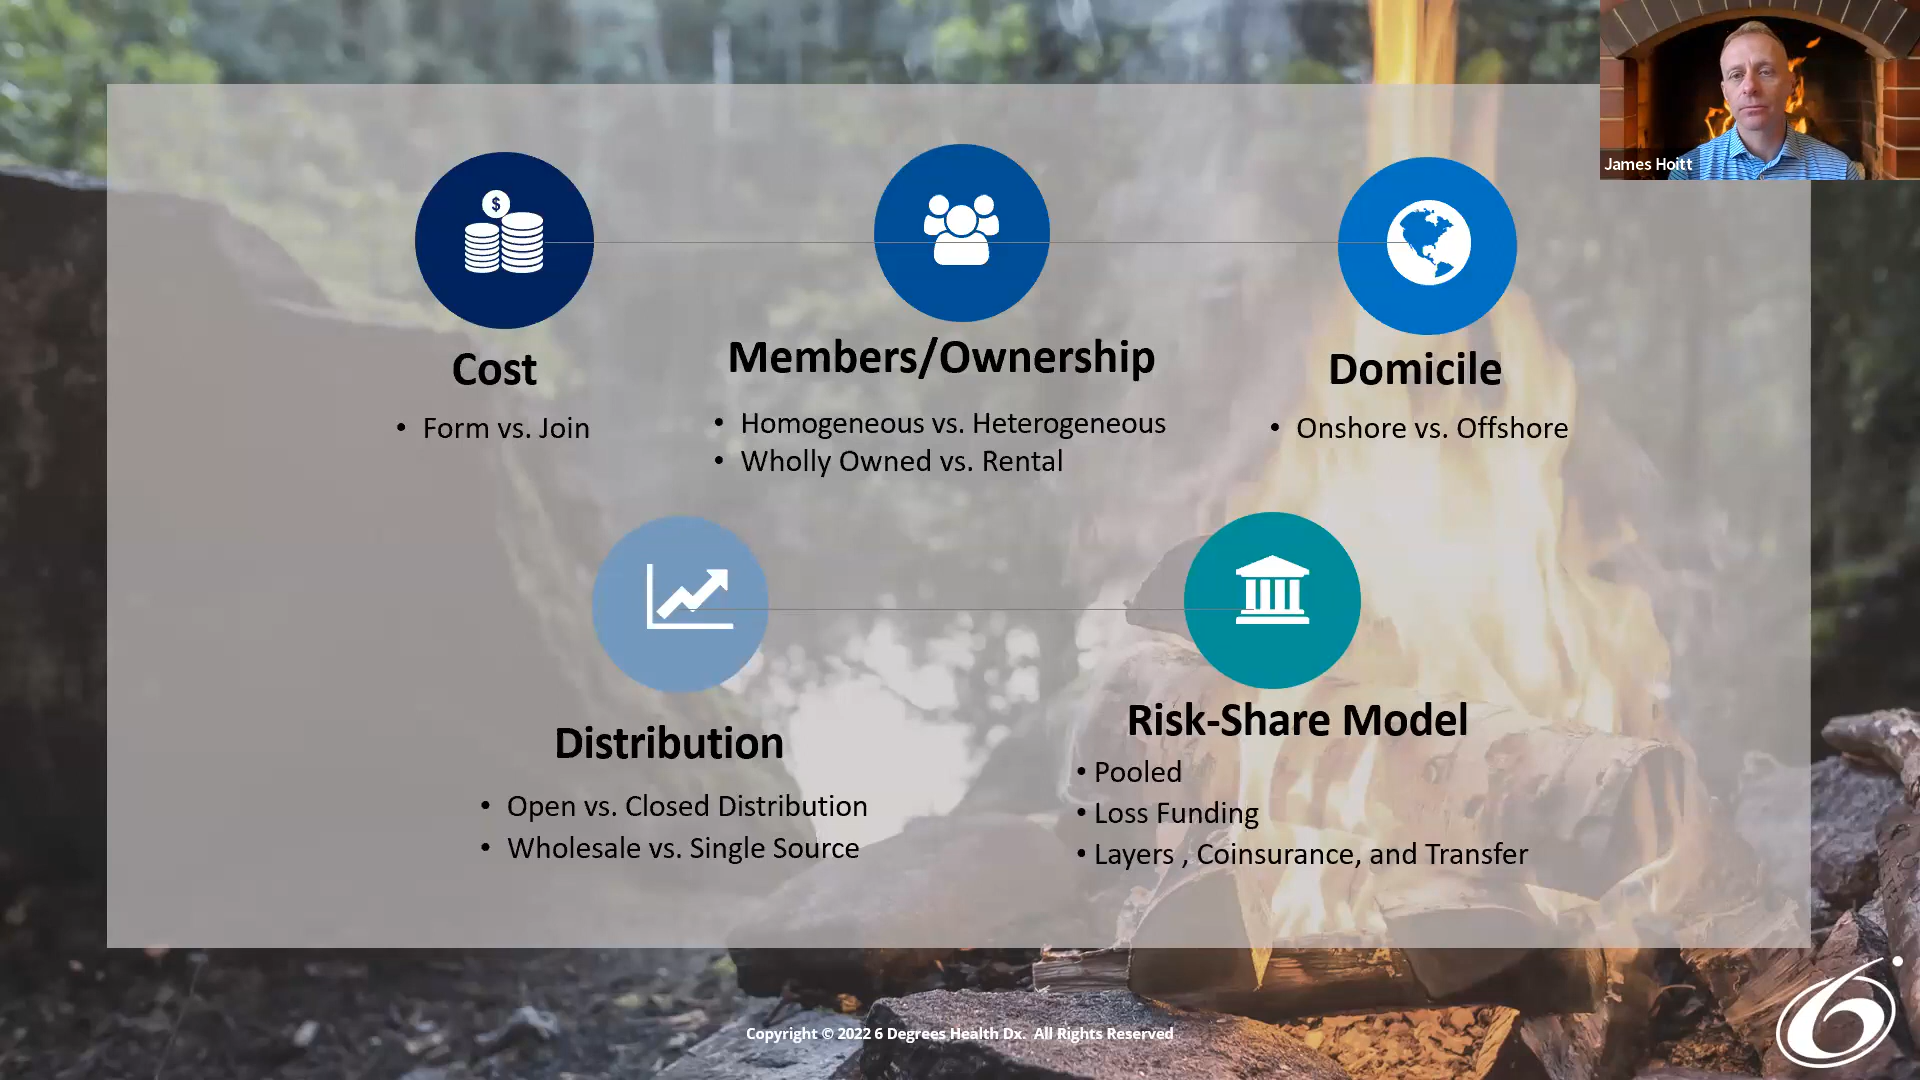 James Hoitt
$
Cost
• Form vs. Join
Members/Ownership
• Homogeneous vs. Heterogeneous
• Wholly Owned vs. Rental
Domicile
• Onshore vs. Offshore
Distribution
• Open vs. Closed Distribution
• Wholesale vs. Single Source
Risk-Share Model
• Pooled
• Loss Funding
• Layers , Coinsurance, and Transfer
Copyright © 2022 6 Degrees Health Dx.  All Rights Reserved
6